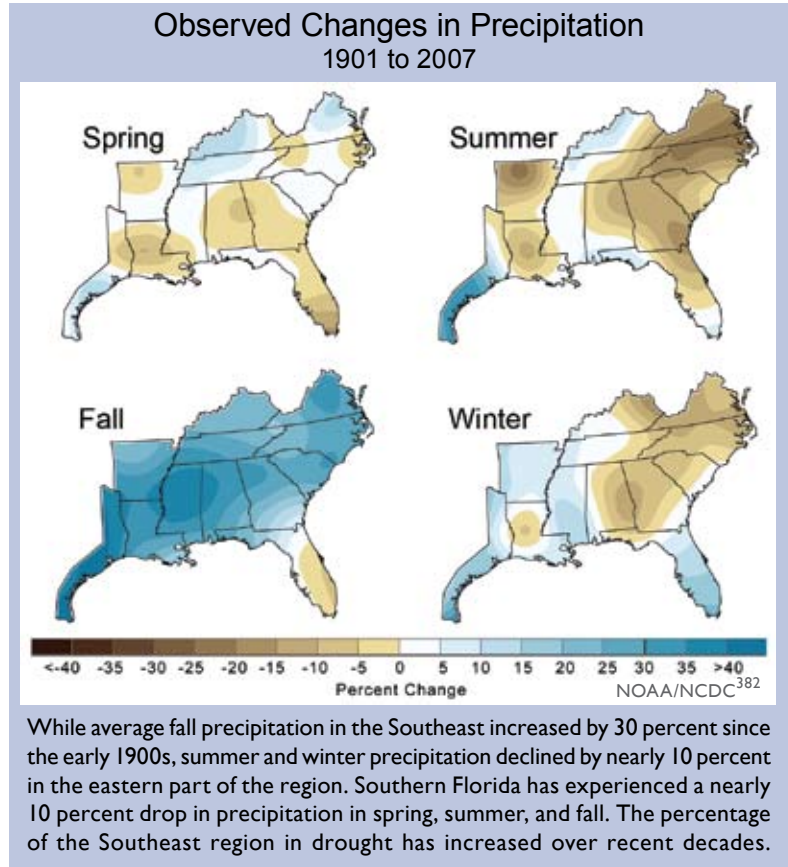 Observed Changes in Precipitation
1901 to 2007
Spring
Summer
Fall
Winter
<-40 -35 -30 -25 -20 -15 -10 -5 0 5 10 15 20 25 30 35 >40
Percent Change
NOAA/NCDC382
While average fall precipitation in the Southeast increased by 30 percent since
the early 1900s, summer and winter precipitation declined by nearly 10 percent
in the eastern part of the region. Southern Florida has experienced a nearly
10 percent drop in precipitation in spring, summer, and fall. The percentage
of the Southeast region in drought has increased over recent decades.